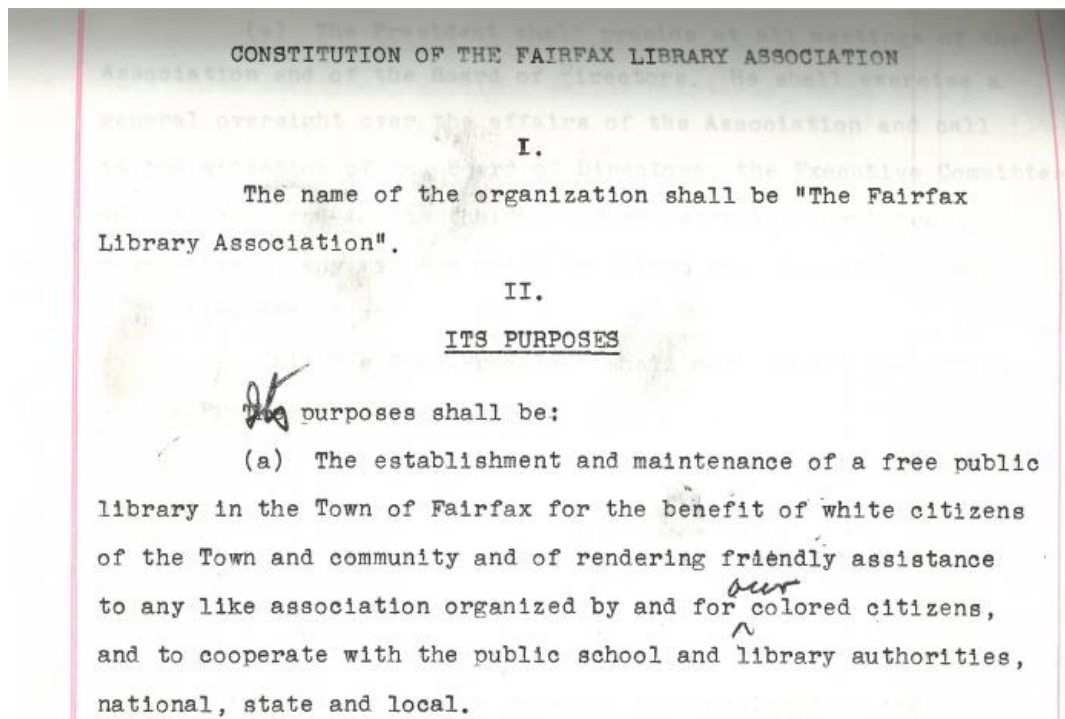 CONSTITUTION OF THE FAIRFAX LIBRARY ASSOCIATION
I.
The name of the organization shall be "The Fairfax
Library Association".
II.
ITS PURPOSES
Its purposes shall be:
(a) The establishment and maintenance of a free public
library in the Town of Fairfax for the benefit of white citizens
of the Town and community and of rendering friendly assistance
our
to any like association organized by and for colored citizens,
and to cooperate with the public school and library authorities,
national, state and local.